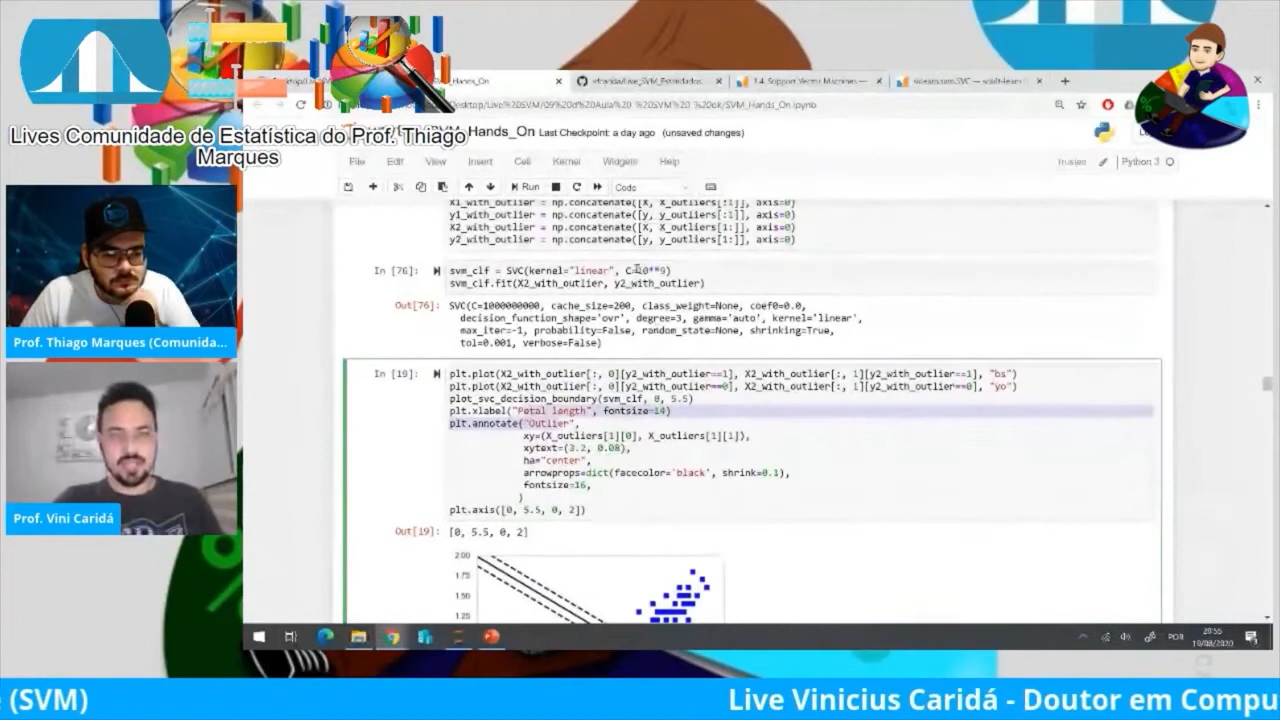 Lives Comunidade de Estatística do Prof. Thiago
Marques
Prof. Thiago Marques (Comunida...
Prof. Vini Caridá
SVM_Hands_On.ipynb
Hands_On Last Checkpoint: a day ago (unsaved changes)
File Edit View Insert Cell Kernel Widgets Help
Trusted Python 3
Run Code
X1_with_outlier = np.concatenate([X, X_outliers[:1]], axis=0)
y1_with_outlier = np.concatenate([y, y_outliers[:1]], axis=0)
X2_with_outlier = np.concatenate([X, X_outliers[1:]], axis=0)
y2_with_outlier = np.concatenate([y, y_outliers[1:]], axis=0)
In [76]: svm_clf = SVC(kernel="linear", C=10**9)
svm_clf.fit(X2_with_outlier, y2_with_outlier)
Out[76]: SVC(C=1000000000, cache_size=200, class_weight=None, coef0=0.0,
decision_function_shape='ovr', degree=3, gamma='auto', kernel='linear',
max_iter=-1, probability=False, random_state=None, shrinking=True,
tol=0.001, verbose=False)
In [19]: plt.plot(X2_with_outlier[:, 0][y2_with_outlier==1], X2_with_outlier[:, 1][y2_with_outlier==1], "bs")
plt.plot(X2_with_outlier[:, 0][y2_with_outlier==0], X2_with_outlier[:, 1][y2_with_outlier==0], "yo")
plot_svc_decision_boundary(svm_clf, 0, 5.5)
plt.xlabel("Petal length", fontsize=14)
plt.annotate("Outlier",
xy=(X_outliers[1][0], X_outliers[1][1]),
xytext=(3.2, 0.08),
ha="center",
arrowprops=dict(facecolor='black', shrink=0.1),
fontsize=16,
)
plt.axis([0, 5.5, 0, 2])
Out[19]: [0, 5.5, 0, 2]
2.00
1.75
1.50
1.25
POR
20:55
19/08/2020
(SVM)
Live Vinicius Caridá - Doutor em Compu